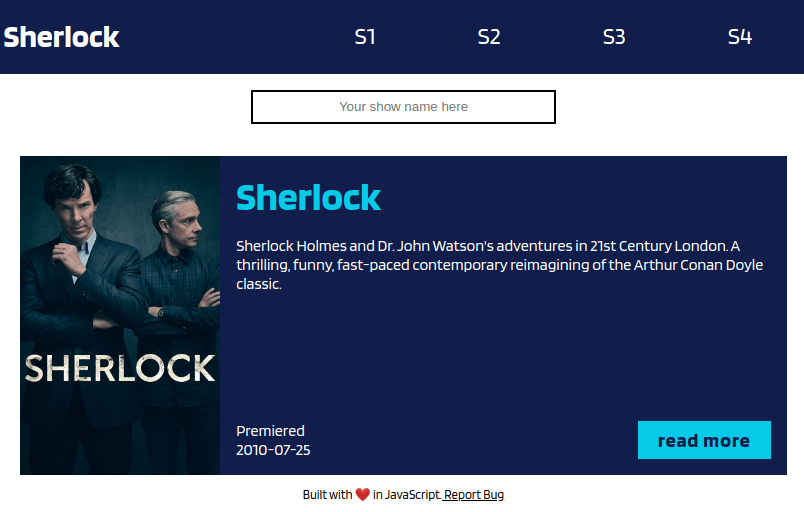 Sherlock
S1
S2
S3
S4
Your show name here
Sherlock
Sherlock Holmes and Dr. John Watson's adventures in 21st Century London. A
thrilling, funny, fast-paced contemporary reimagining of the Arthur Conan Doyle
classic.
SHERLOCK
Premiered
2010-07-25
read more
Built with ❤️ in JavaScript. Report Bug